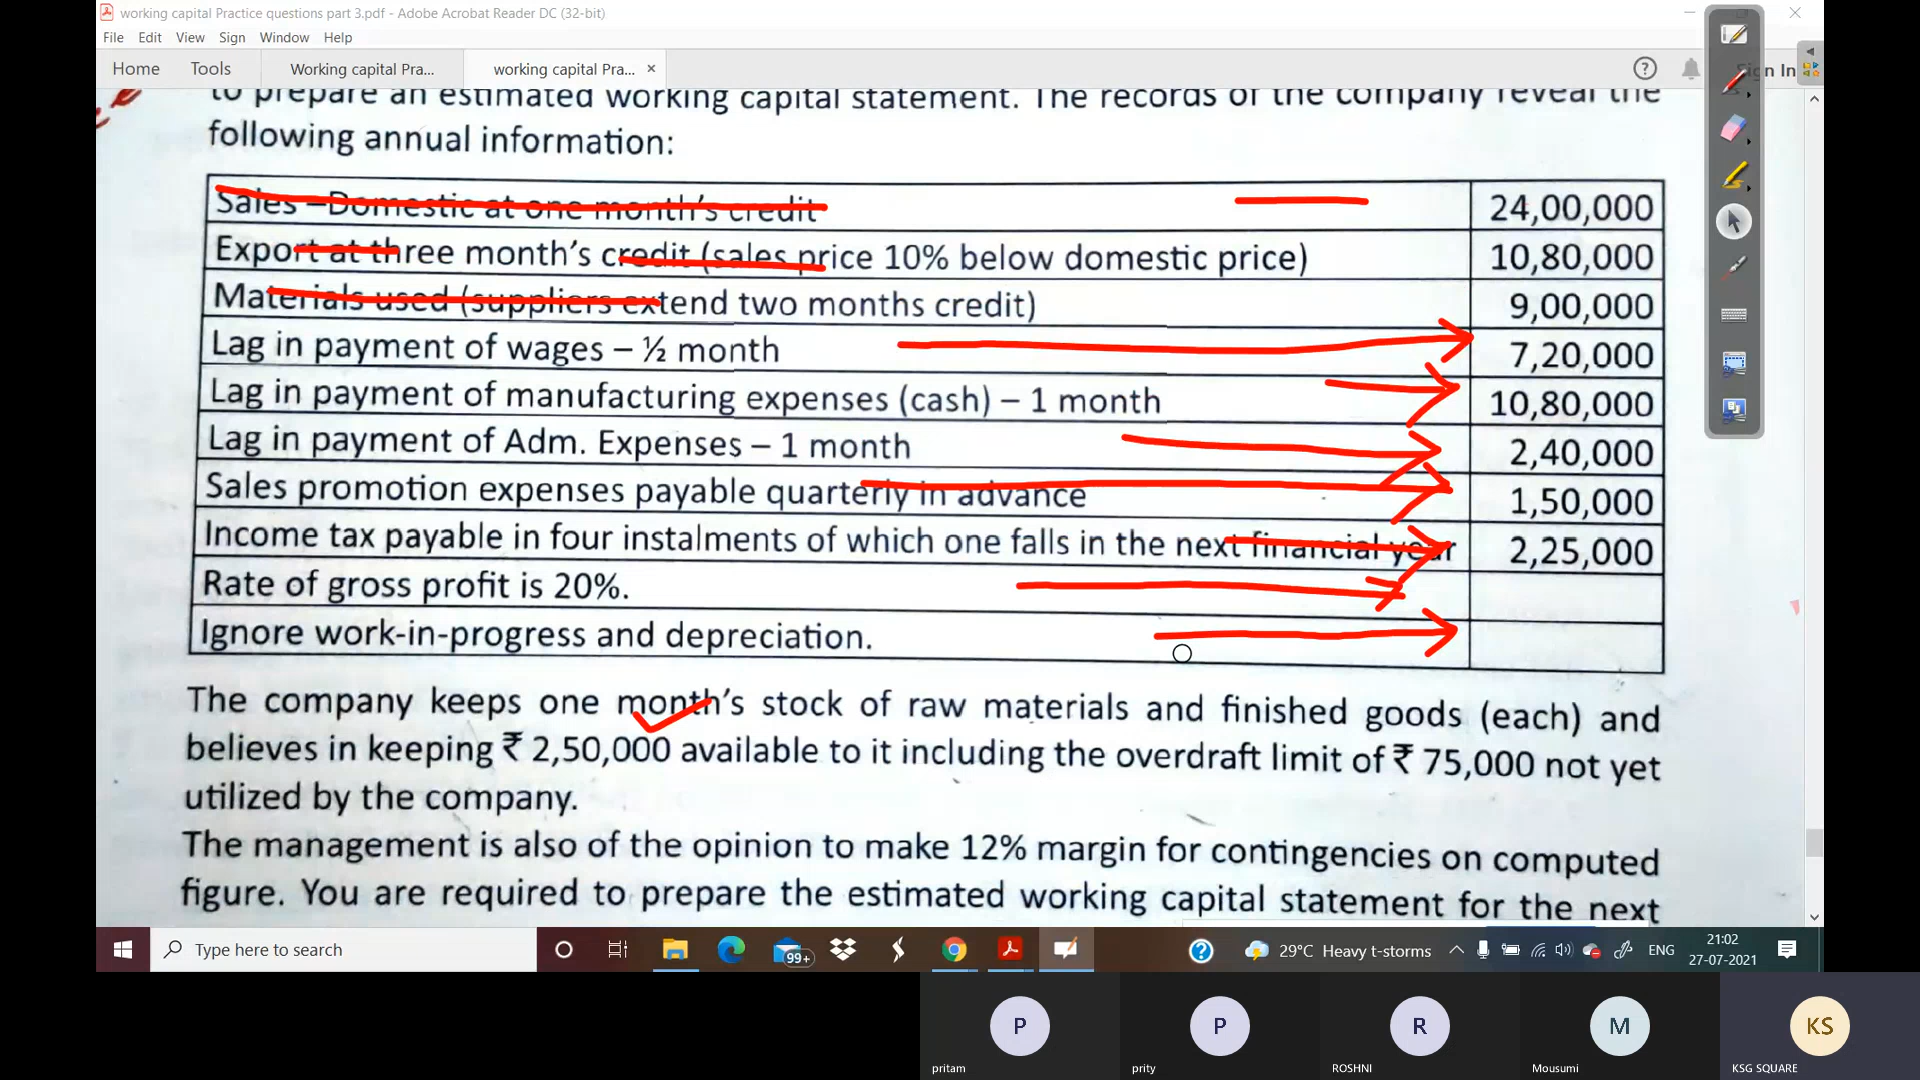 working capital Practice questions part 3.pdf - Adobe Acrobat Reader DC (32-bit)
File Edit View Sign Window Help
Home Tools Working capital Pra... working capital Pra... × Sign In
to prepare an estimated working capital statement. The records of the company reveal the
following annual information:
Sales –Domestic at one month's credit 24,00,000
Export at three month's credit (sales price 10% below domestic price) 10,80,000
Materials used (suppliers extend two months credit) 9,00,000
Lag in payment of wages – ½ month 7,20,000
Lag in payment of manufacturing expenses (cash) – 1 month 10,80,000
Lag in payment of Adm. Expenses – 1 month 2,40,000
Sales promotion expenses payable quarterly in advance 1,50,000
Income tax payable in four instalments of which one falls in the next financial year 2,25,000
Rate of gross profit is 20%.
Ignore work-in-progress and depreciation.
The company keeps one month's stock of raw materials and finished goods (each) and
believes in keeping ₹ 2,50,000 available to it including the overdraft limit of ₹ 75,000 not yet
utilized by the company.
The management is also of the opinion to make 12% margin for contingencies on computed
figure. You are required to prepare the estimated working capital statement for the next
Type here to search 99+ 29°C Heavy t-storms ENG 21:02
27-07-2021
P P R M KS
pritam prity ROSHNI Mousumi KSG SQUARE